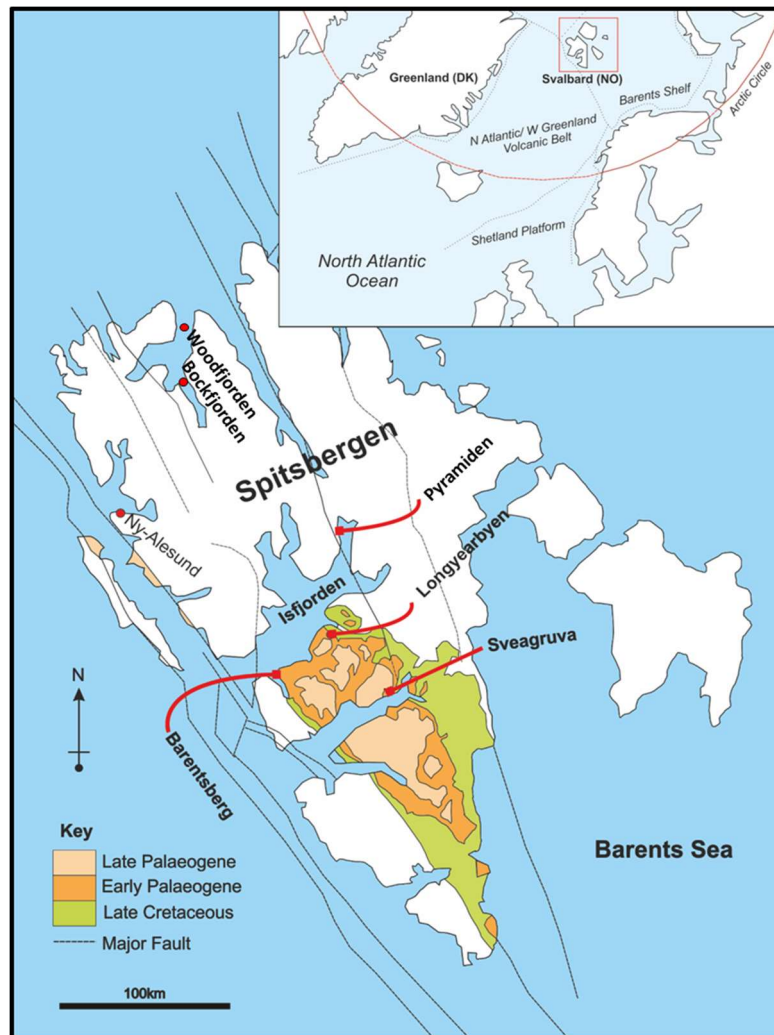 Greenland (DK)
Svalbard (NO)
Barents Shelf
Arctic Circle
N Atlantic/ W Greenland
Volcanic Belt
Shetland Platform
North Atlantic
Ocean
Woodfjorden
Bockfjorden
Spitsbergen
Pyramiden
Ny-Alesund
Longyearbyen
Isfjorden
Sveagruva
N
Barentsberg
Key
Late Palaeogene
Early Palaeogene
Late Cretaceous
Major Fault
Barents Sea
100km